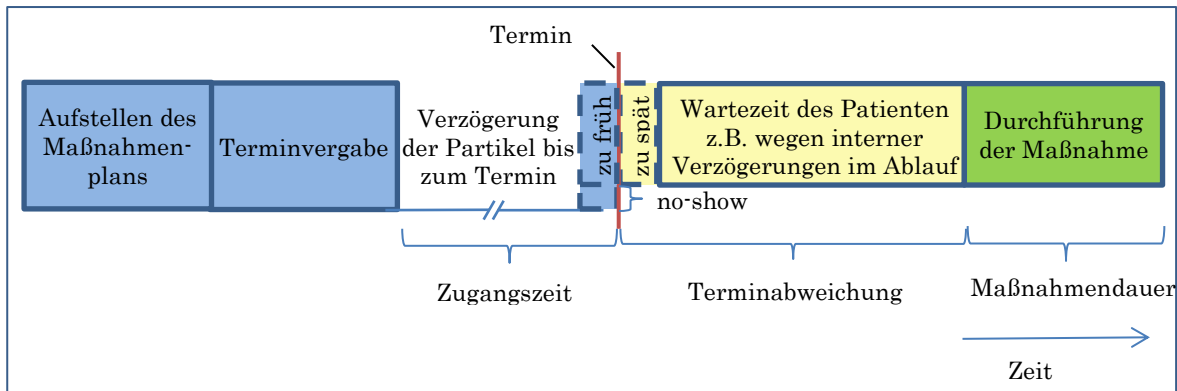 Termin
Aufstellen des
Maßnahmen-
plans
Terminvergabe
Verzögerung
der Partikel bis
zum Termin
zu früh
zu spät
Wartezeit des Patienten
z.B. wegen interner
Verzögerungen im Ablauf
Durchführung
der Maßnahme
no-show
Zugangszeit
Terminabweichung
Maßnahmendauer
Zeit